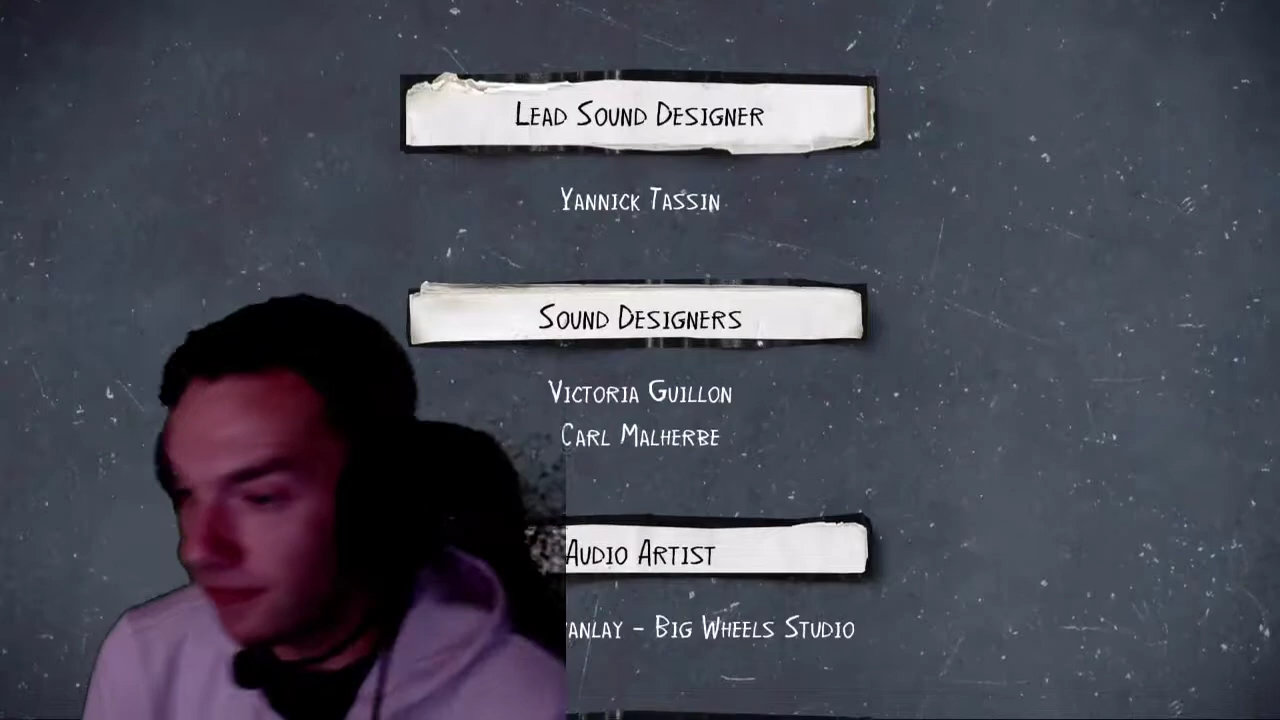 Lead Sound Designer
Yannick Tassin
Sound Designers
Victoria Guillon
Carl Malherbe
Audio Artist
- Big Wheels Studio